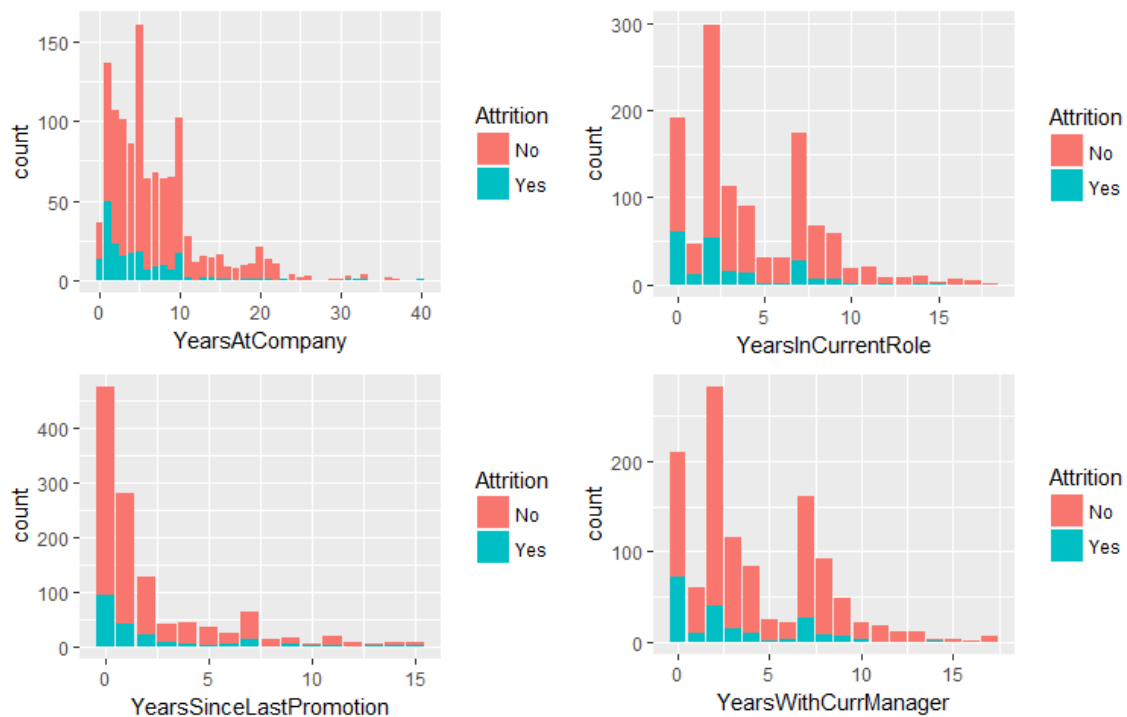 150
100
50
0
count
0 10 20 30 40
YearsAtCompany
Attrition
No
Yes
300
200
100
0
count
0 5 10 15
YearsInCurrentRole
Attrition
No
Yes
400
300
200
100
0
count
0 5 10 15
YearsSinceLastPromotion
Attrition
No
Yes
200
100
0
count
0 5 10 15
YearsWithCurrManager
Attrition
No
Yes